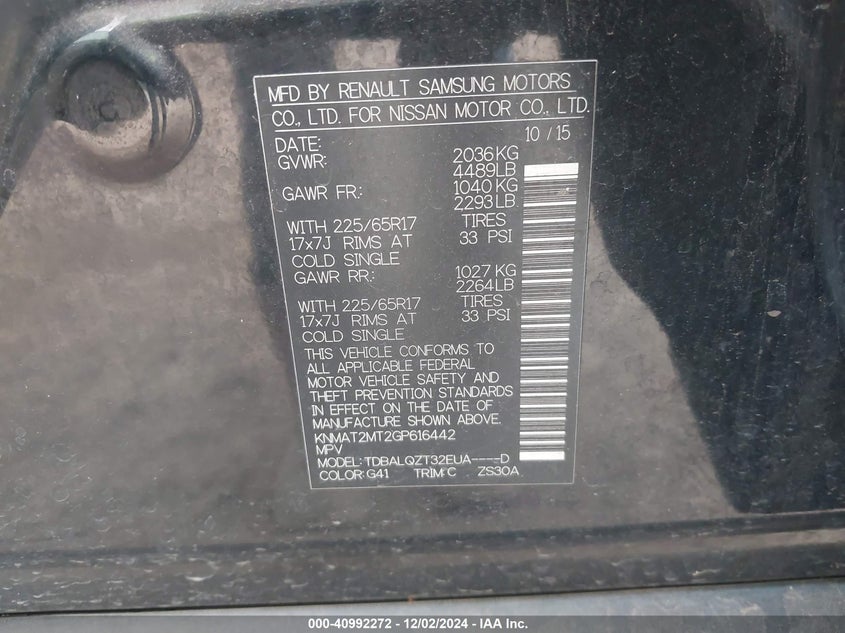 MFD BY RENAULT SAMSUNG MOTORS
CO., LTD. FOR NISSAN MOTOR CO., LTD.
DATE: 10 / 15
GVWR: 2036KG
4489LB
GAWR FR: 1040KG
2293LB
WITH 225/65R17 TIRES
17x7J RIMS AT 33 PSI
COLD SINGLE
GAWR RR: 1027 KG
2264LB
WITH 225/65R17 TIRES
17x7J RIMS AT 33 PSI
COLD SINGLE
THIS VEHICLE CONFORMS TO
ALL APPLICABLE FEDERAL
MOTOR VEHICLE SAFETY AND
THEFT PREVENTION STANDARDS
IN EFFECT ON THE DATE OF
MANUFACTURE SHOWN ABOVE.
KNMAT2MT2GP616442
MPV
MODEL: TDBALQZT32EUA----D
COLOR: G41 TRIM: C ZS30A
000-40992272 - 12/02/2024 - IAA Inc.